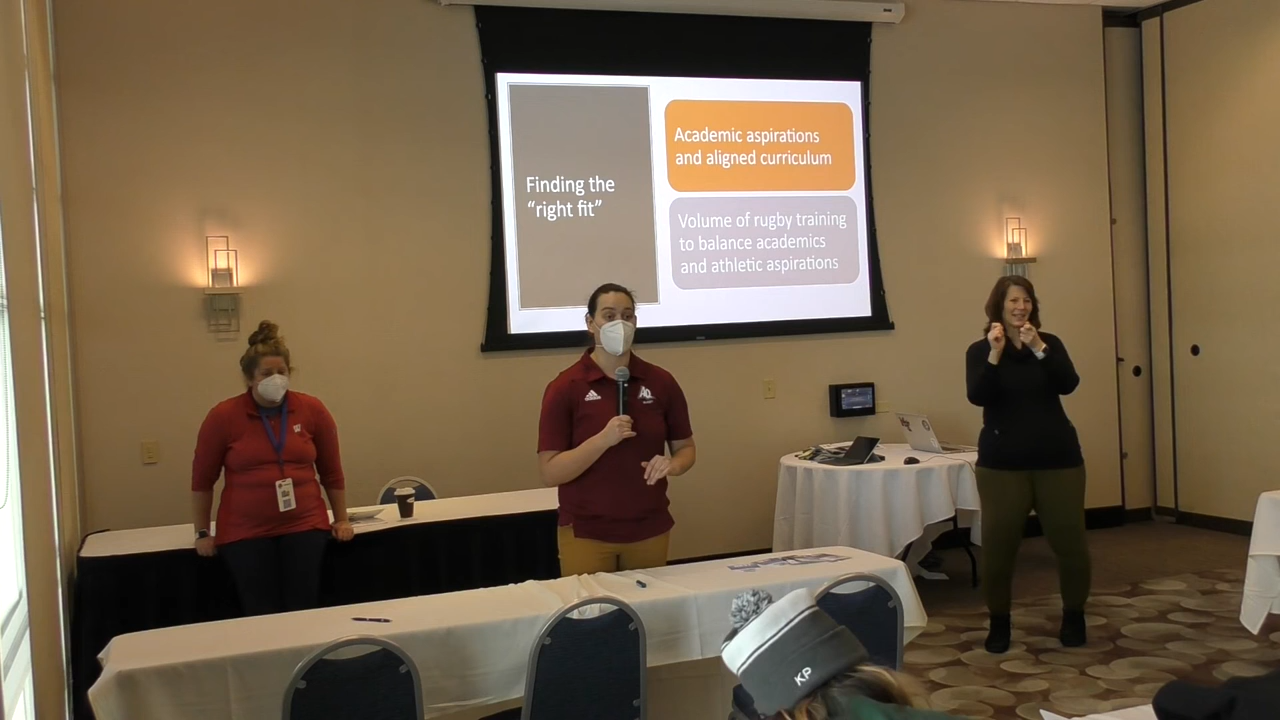 Finding the
“right fit”
Academic aspirations
and aligned curriculum
Volume of rugby training
to balance academics
and athletic aspirations
W
KP